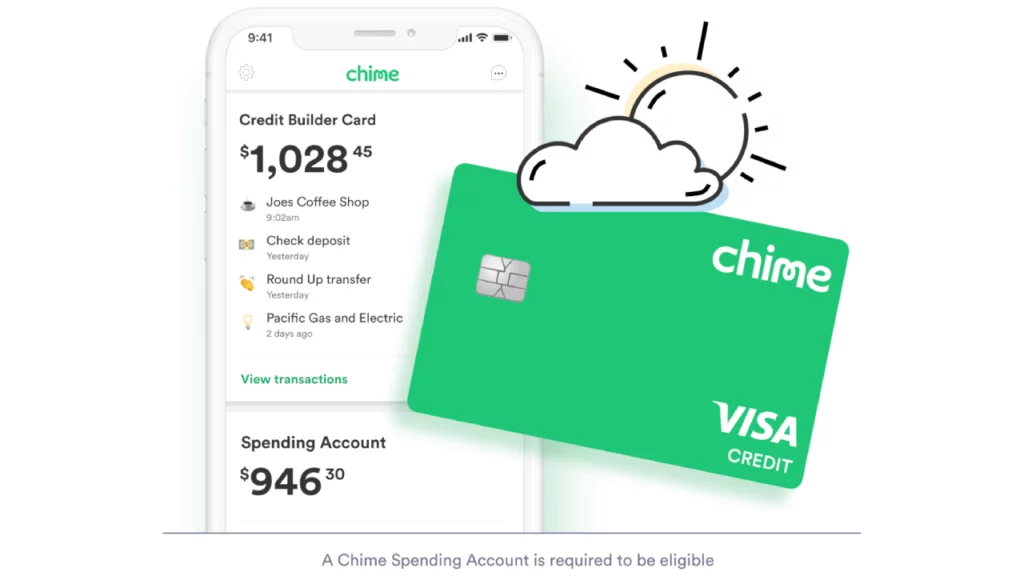 9:41
chime
Credit Builder Card
$1,028 45
Joes Coffee Shop
9:02am
Check deposit
Yesterday
Round Up transfer
Yesterday
Pacific Gas and Electric
2 days ago
View transactions
Spending Account
$946 30
chime
VISA
CREDIT
A Chime Spending Account is required to be eligible